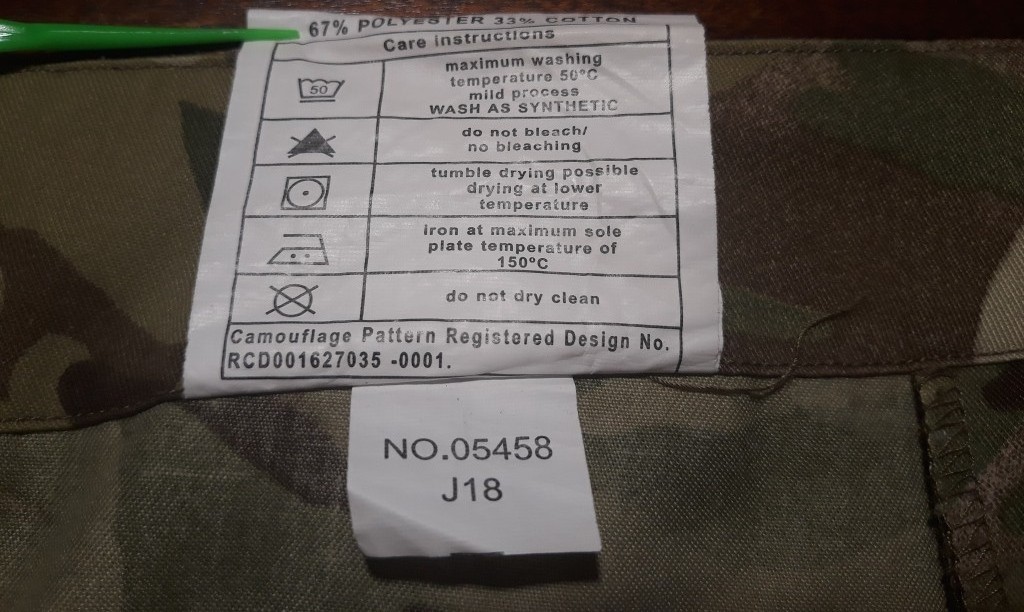 67% POLYESTER 33% COTTON
Care instructions
50
maximum washing
temperature 50°C
mild process
WASH AS SYNTHETIC
do not bleach/
no bleaching
tumble drying possible
drying at lower
temperature
iron at maximum sole
plate temperature of
150°C
do not dry clean
Camouflage Pattern Registered Design No.
RCD001627035 -0001.
NO.05458
J18